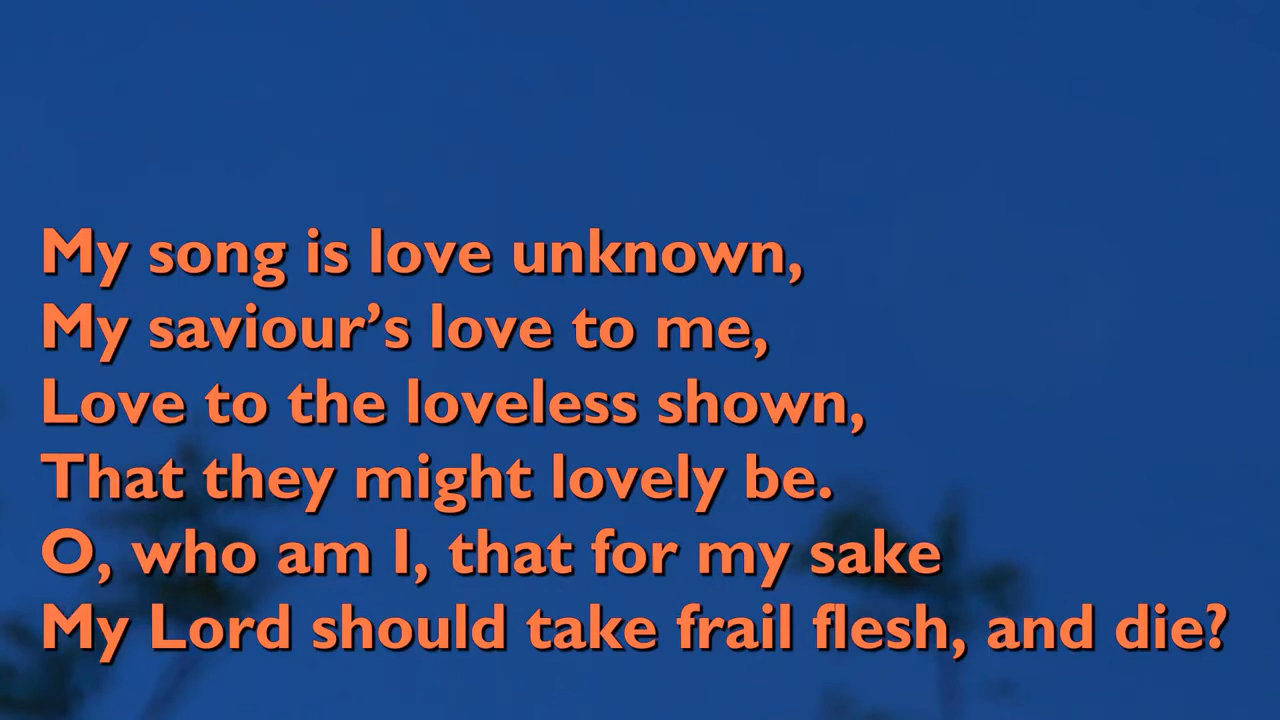 My song is love unknown,
My saviour’s love to me,
Love to the loveless shown,
That they might lovely be.
O, who am I, that for my sake
My Lord should take frail flesh, and die?